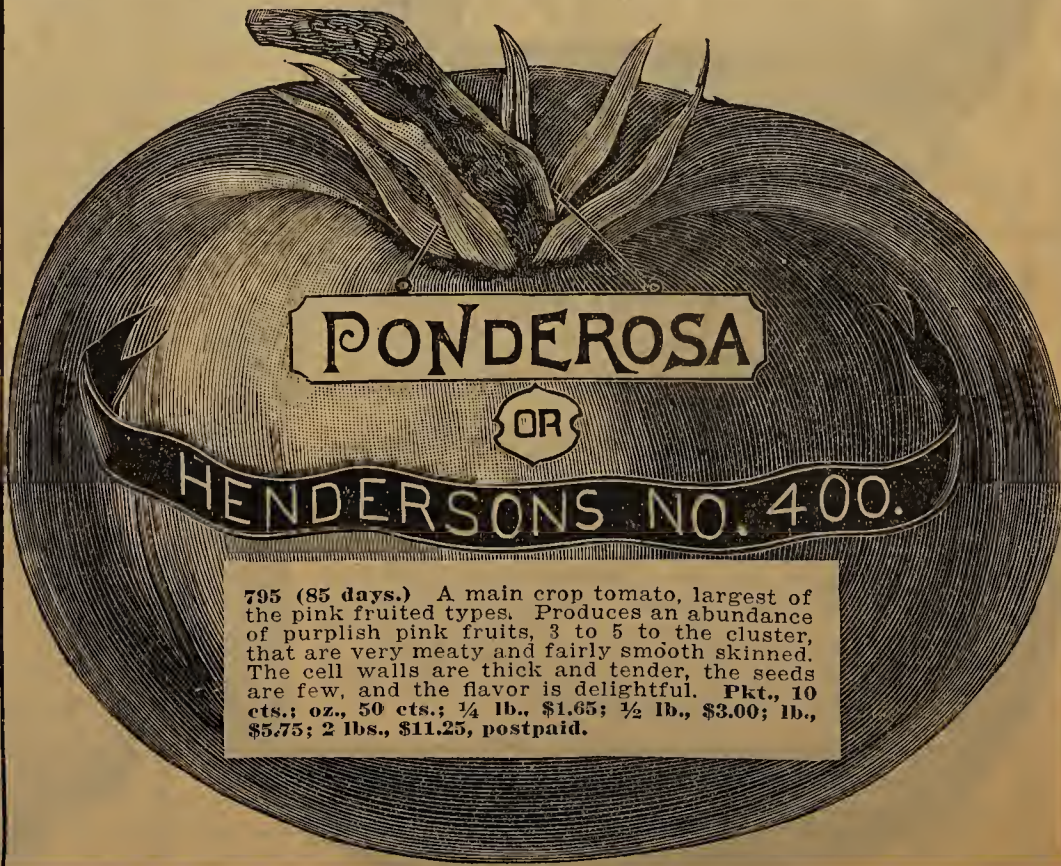 PONDEROSA
OR
HENDERSONS NO. 400.
795 (85 days.) A main crop tomato, largest of
the pink fruited types. Produces an abundance
of purplish pink fruits, 3 to 5 to the cluster,
that are very meaty and fairly smooth skinned.
The cell walls are thick and tender, the seeds
are few, and the flavor is delightful. Pkt., 10
cts.; oz., 50 cts.; ¼ lb., $1.65; ½ lb., $3.00; lb.,
$5.75; 2 lbs., $11.25, postpaid.